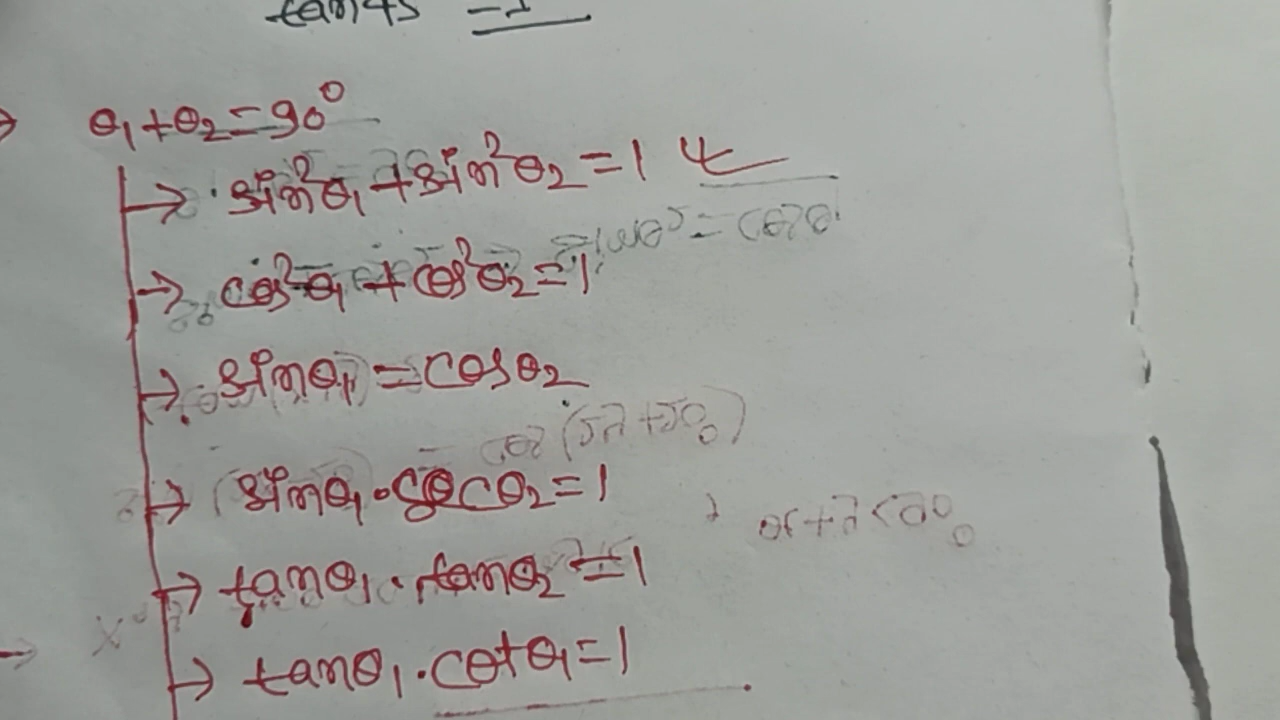 tan45 = 1
→ θ₁+θ₂=90°
→ sin²θ₁+sin²θ₂=1
→ cos²θ₁+cos²θ₂=1
→ sinθ₁=cosθ₂
→ sinθ₁·secθ₂=1
→ tanθ₁·tanθ₂=1
→ tanθ₁·cotθ₁=1